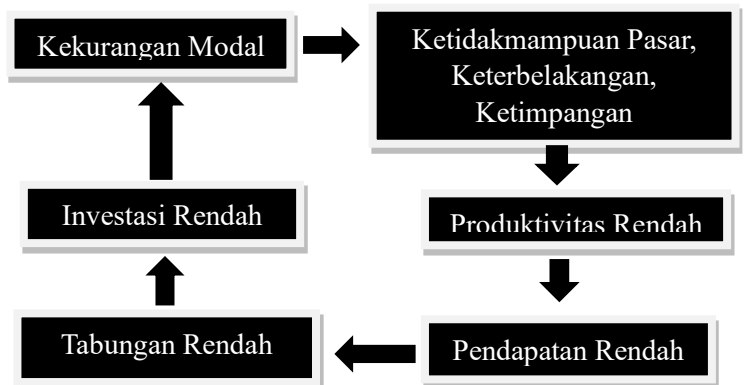 Kekurangan Modal
Ketidakmampuan Pasar,
Keterbelakangan,
Ketimpangan
Investasi Rendah
Produktivitas Rendah
Tabungan Rendah
Pendapatan Rendah